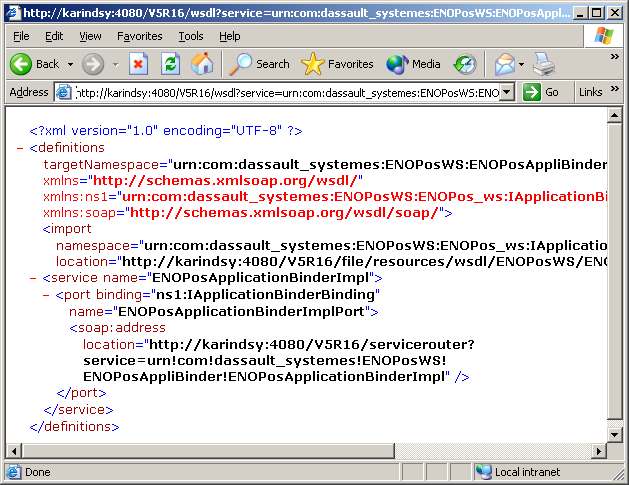 http://karindsy:4080/V5R16/wsdl?service=urn:com:dassault_systemes:ENOPosWS:ENOPosAppl...
File Edit View Favorites Tools Help
Back Search Favorites Media »
Address http://karindsy:4080/V5R16/wsdl?service=urn:com:dassault_systemes:ENOPosWS:ENO Go Links »
<?xml version="1.0" encoding="UTF-8" ?>
- <definitions
targetNamespace="urn:com:dassault_systemes:ENOPosWS:ENOPosAppliBinder
xmlns="http://schemas.xmlsoap.org/wsdl/"
xmlns:ns1="urn:com:dassault_systemes:ENOPosWS:ENOPos_ws:IApplicationB
xmlns:soap="http://schemas.xmlsoap.org/wsdl/soap/">
<import
namespace="urn:com:dassault_systemes:ENOPosWS:ENOPos_ws:IApplica
location="http://karindsy:4080/V5R16/file/resources/wsdl/ENOPosWS/EN
- <service name="ENOPosApplicationBinderImpl">
- <port binding="ns1:IApplicationBinderBinding"
name="ENOPosApplicationBinderImplPort">
<soap:address
location="http://karindsy:4080/V5R16/servicerouter?
service=urn!com!dassault_systemes!ENOPosWS!
ENOPosAppliBinder!ENOPosApplicationBinderImpl" />
</port>
</service>
</definitions>
Done Local intranet